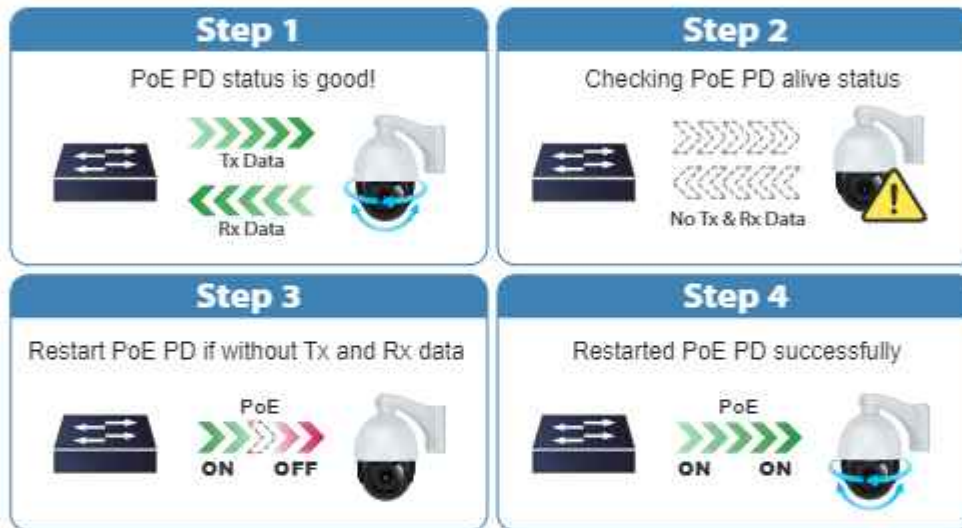 Step 1
PoE PD status is good!
Tx Data
Rx Data
Step 2
Checking PoE PD alive status
No Tx & Rx Data
Step 3
Restart PoE PD if without Tx and Rx data
PoE
ON OFF
Step 4
Restarted PoE PD successfully
PoE
ON ON